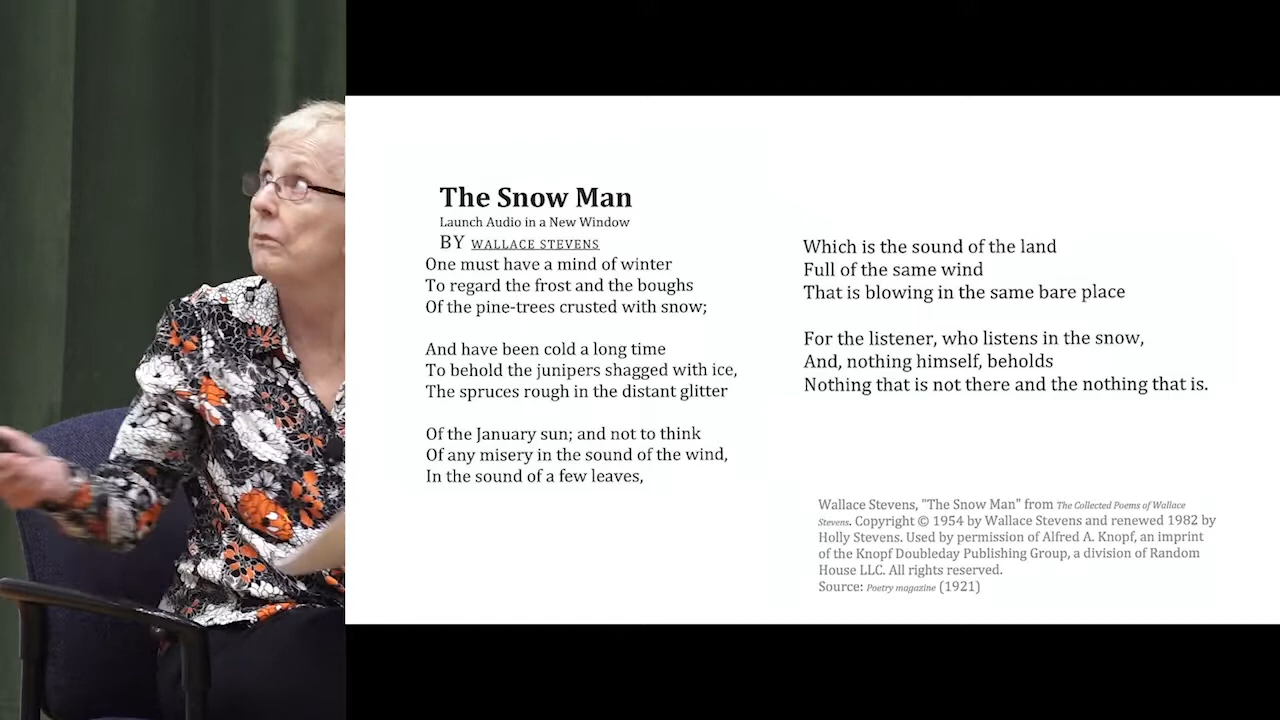 The Snow Man
Launch Audio in a New Window
BY WALLACE STEVENS
One must have a mind of winter
To regard the frost and the boughs
Of the pine-trees crusted with snow;
And have been cold a long time
To behold the junipers shagged with ice,
The spruces rough in the distant glitter
Of the January sun; and not to think
Of any misery in the sound of the wind,
In the sound of a few leaves,
Which is the sound of the land
Full of the same wind
That is blowing in the same bare place
For the listener, who listens in the snow,
And, nothing himself, beholds
Nothing that is not there and the nothing that is.
Wallace Stevens, "The Snow Man" from The Collected Poems of Wallace
Stevens. Copyright © 1954 by Wallace Stevens and renewed 1982 by
Holly Stevens. Used by permission of Alfred A. Knopf, an imprint
of the Knopf Doubleday Publishing Group, a division of Random
House LLC. All rights reserved.
Source: Poetry magazine (1921)